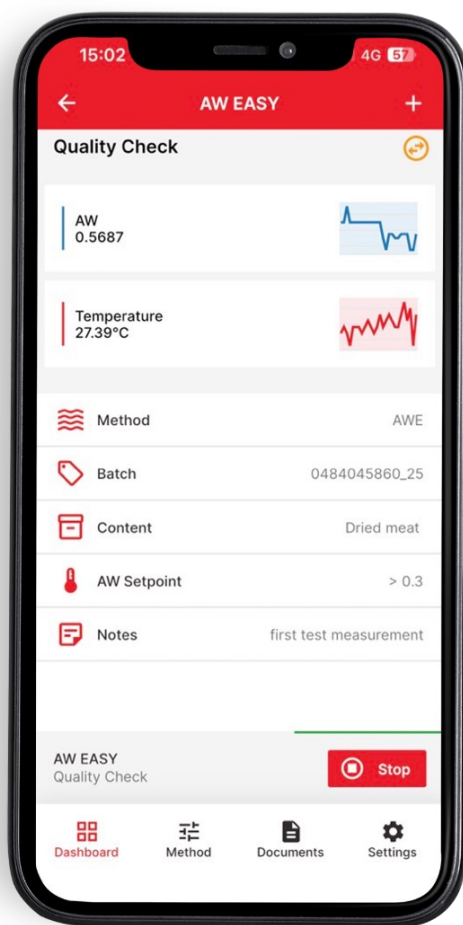 15:02
4G 57
AW EASY
Quality Check
AW
0.5687
Temperature
27.39°C
Method AWE
Batch 0484045860_25
Content Dried meat
AW Setpoint > 0.3
Notes first test measurement
AW EASY
Quality Check
Stop
Dashboard Method Documents Settings